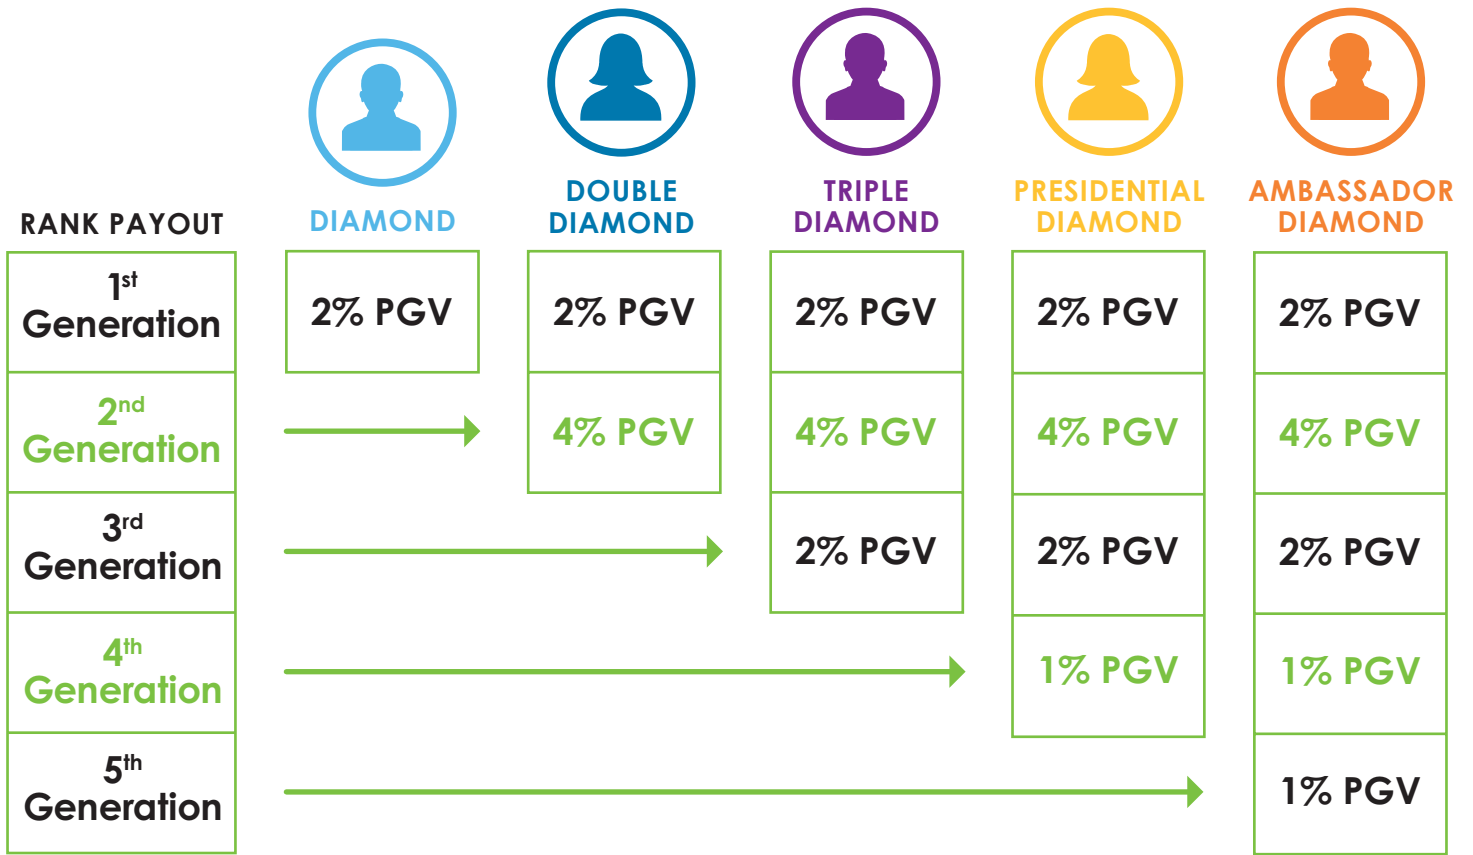 RANK PAYOUT
DIAMOND
DOUBLE
DIAMOND
TRIPLE
DIAMOND
PRESIDENTIAL
DIAMOND
AMBASSADOR
DIAMOND
1st
Generation
2% PGV
2% PGV
2% PGV
2% PGV
2% PGV
2nd
Generation
4% PGV
4% PGV
4% PGV
4% PGV
3rd
Generation
2% PGV
2% PGV
2% PGV
4th
Generation
1% PGV
1% PGV
5th
Generation
1% PGV